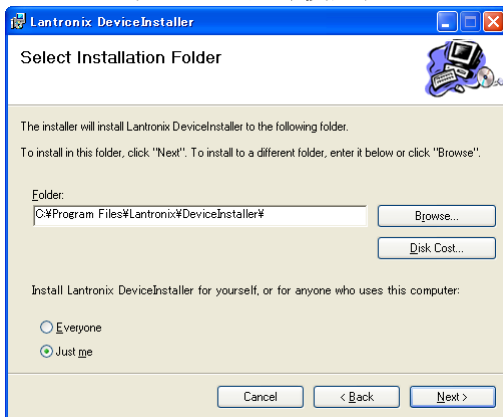 Lantronix DeviceInstaller
Select Installation Folder
The installer will install Lantronix DeviceInstaller to the following folder.
To install in this folder, click "Next". To install to a different folder, enter it below or click "Browse".
Folder:
C:¥Program Files¥Lantronix¥DeviceInstaller¥
Browse...
Disk Cost...
Install Lantronix DeviceInstaller for yourself, or for anyone who uses this computer:
Everyone
Just me
Cancel
< Back
Next >